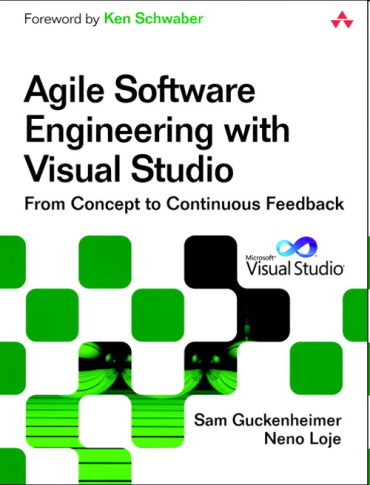 Foreword by Ken Schwaber
Agile Software
Engineering with
Visual Studio
From Concept to Continuous Feedback
Microsoft®
Visual Studio®
Sam Guckenheimer
Neno Loje